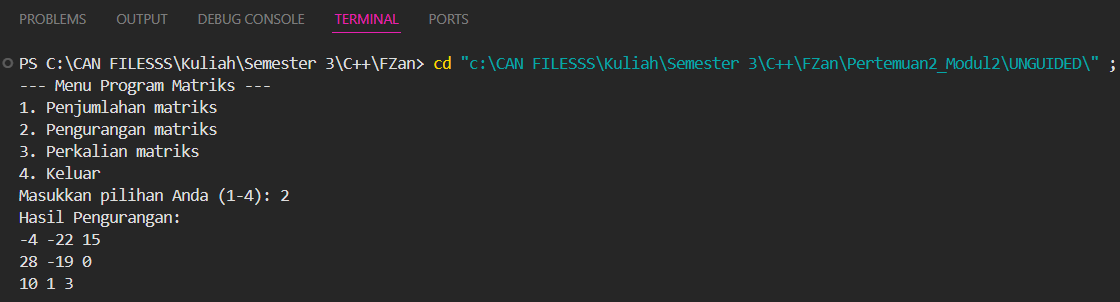 PROBLEMS OUTPUT DEBUG CONSOLE TERMINAL PORTS
PS C:\CAN FILESSS\Kuliah\Semester 3\C++\FZan> cd "c:\CAN FILESSS\Kuliah\Semester 3\C++\FZan\Pertemuan2_Modul2\UNGUIDED\" ;
--- Menu Program Matriks ---
1. Penjumlahan matriks
2. Pengurangan matriks
3. Perkalian matriks
4. Keluar
Masukkan pilihan Anda (1-4): 2
Hasil Pengurangan:
-4 -22 15
28 -19 0
10 1 3